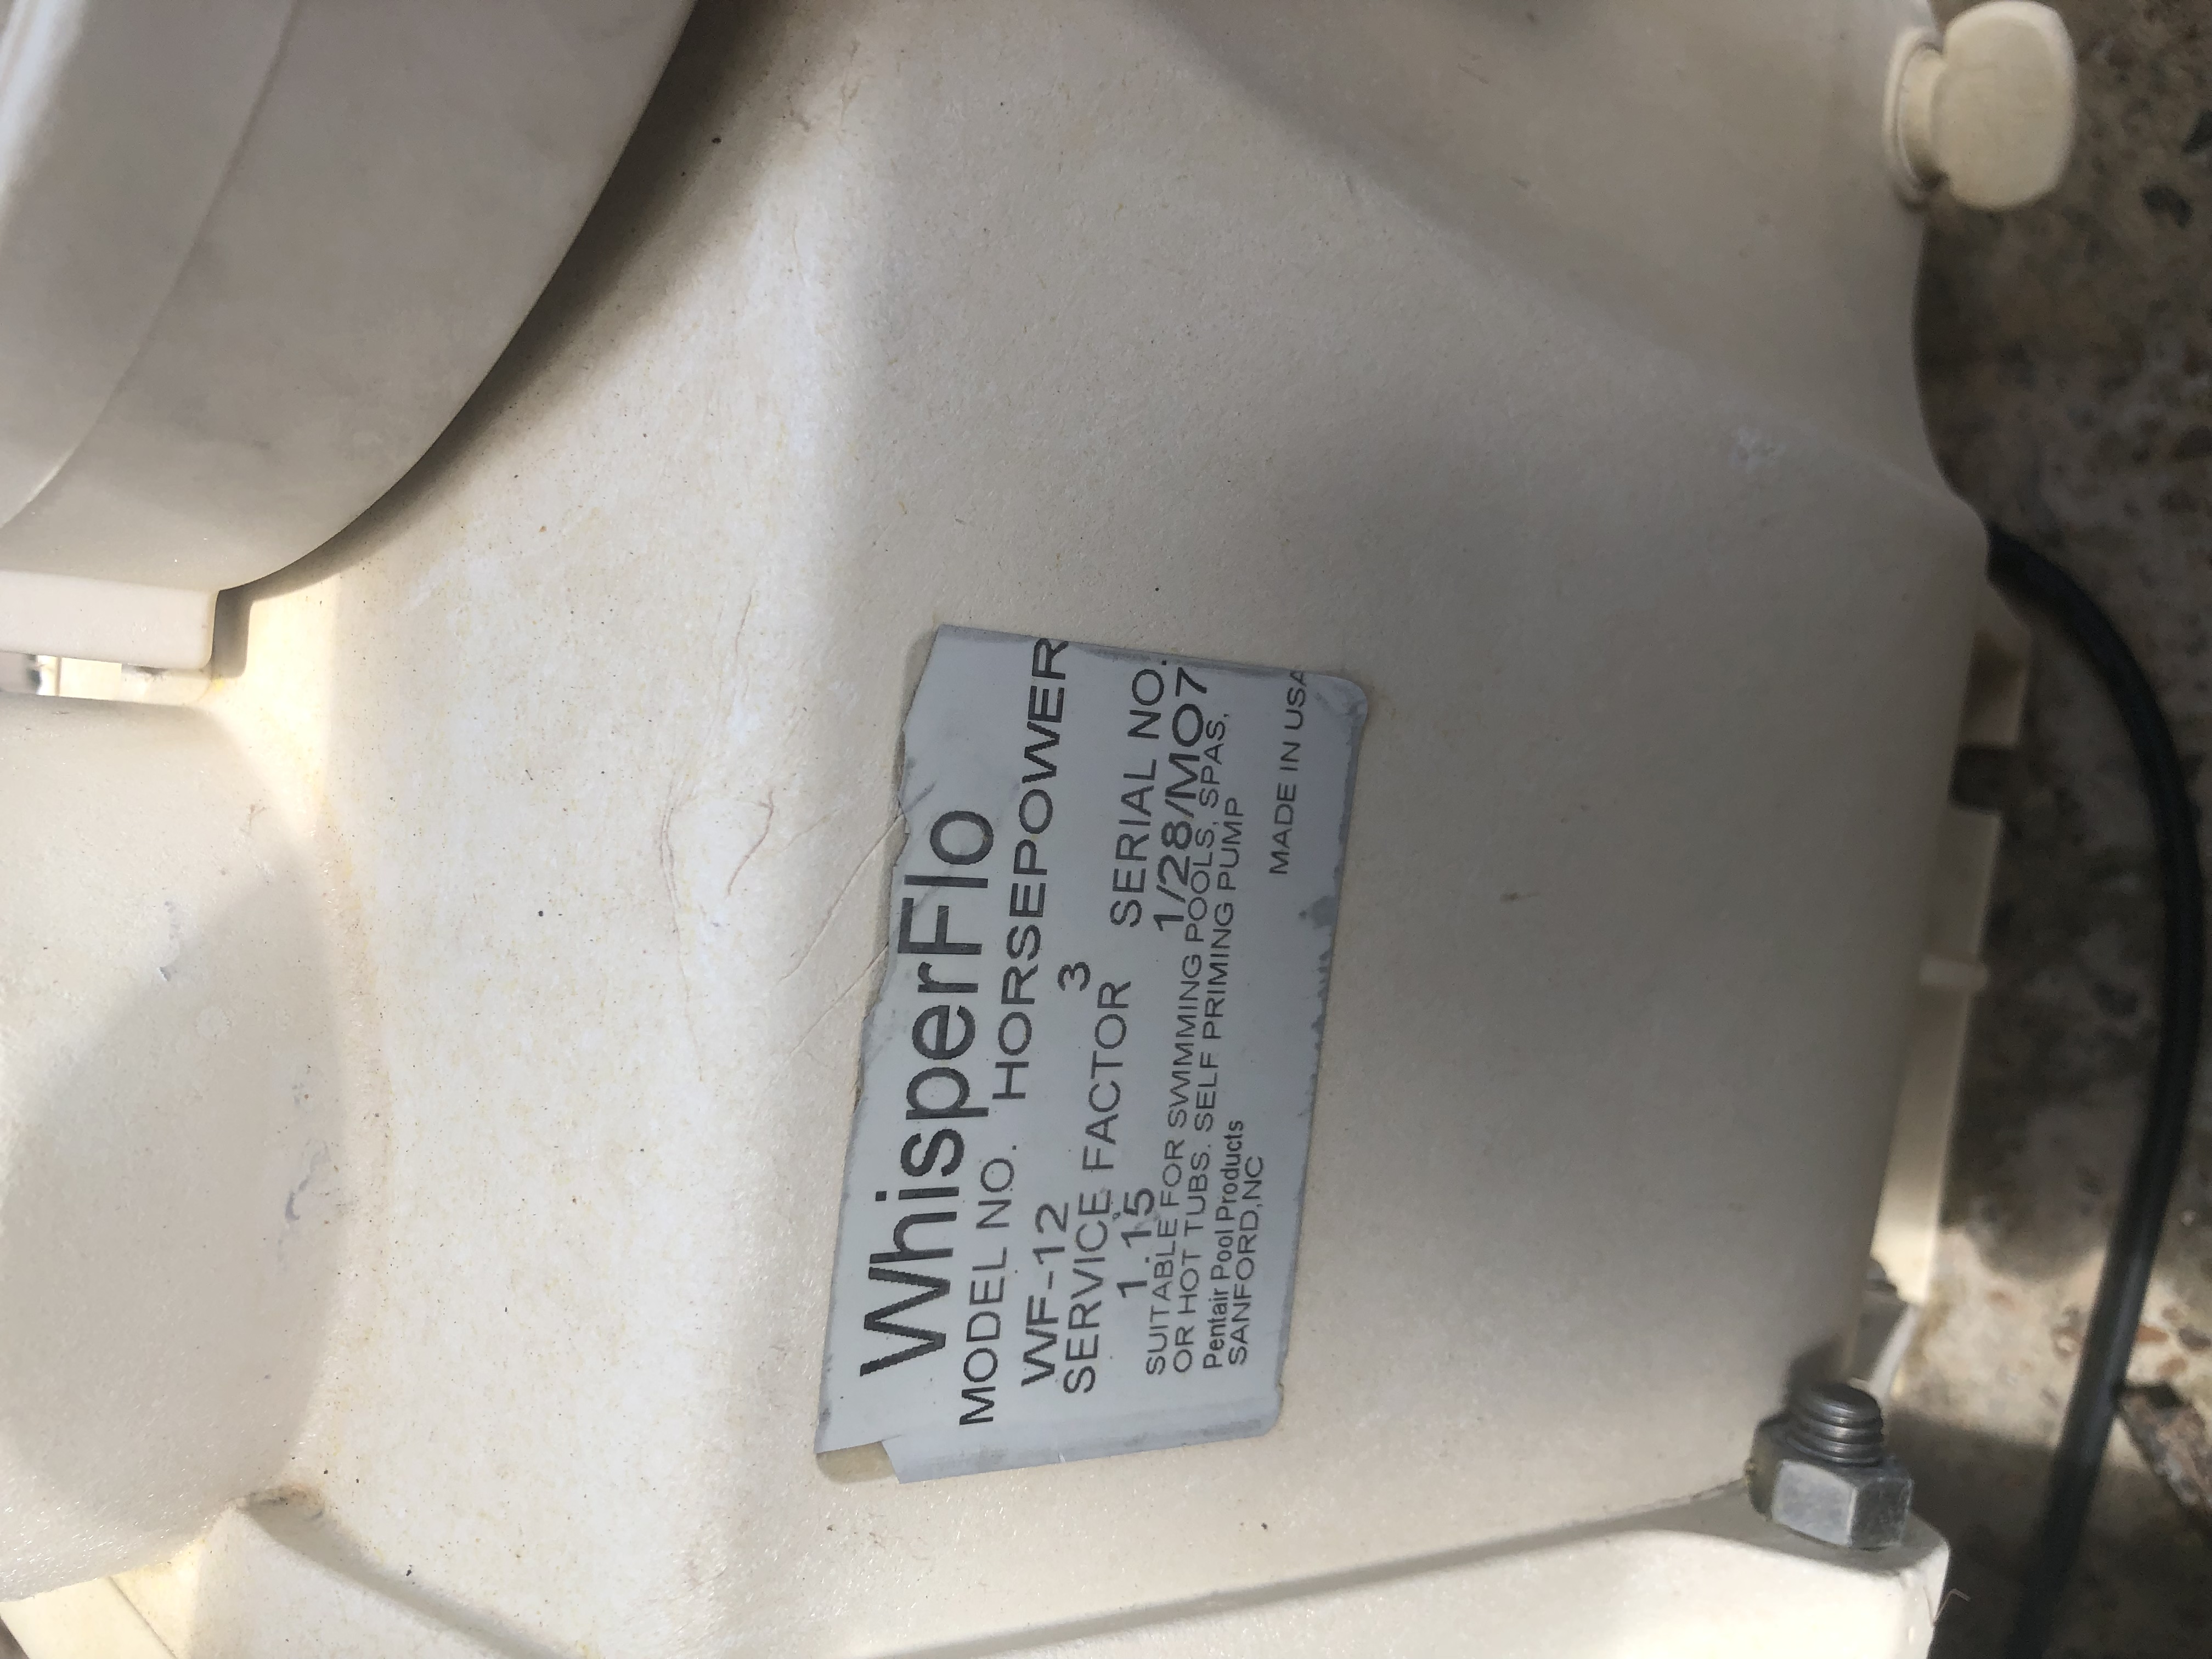 WhisperFlo
MODEL NO. HORSEPOWER
WF-12 3
SERVICE FACTOR SERIAL NO.
1.15 1/28/MO7
SUITABLE FOR SWIMMING POOLS, SPAS,
OR HOT TUBS. SELF PRIMING PUMP
Pentair Pool Products
SANFORD,NC MADE IN USA